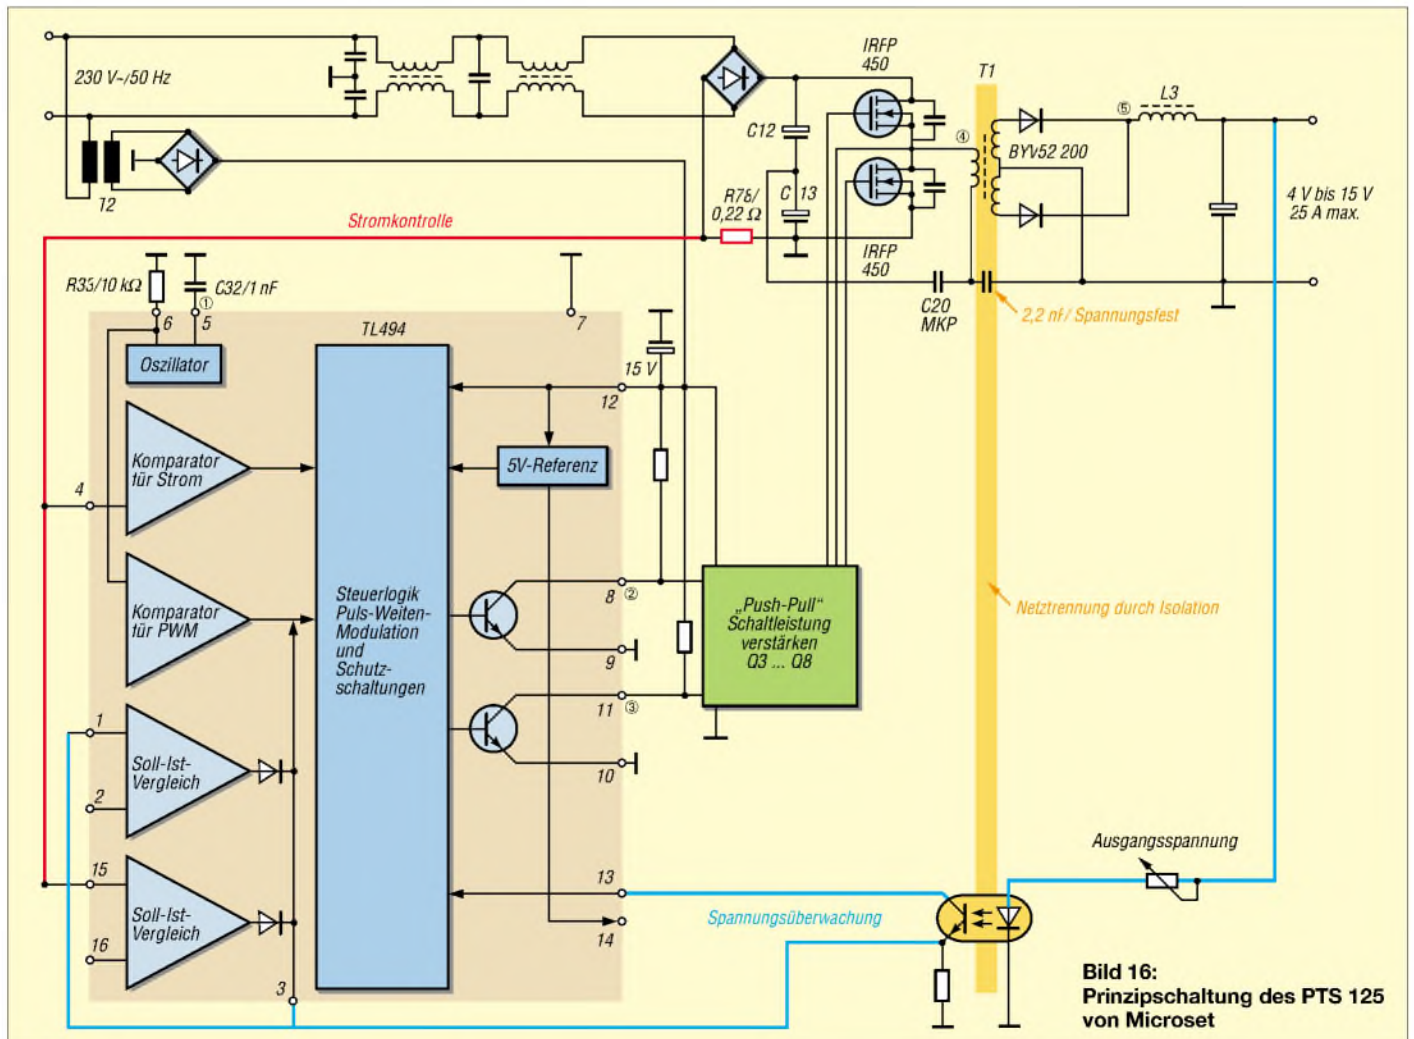 230 V~/50 Hz
T2
Stromkontrolle
R78/
0,22 Ω
C12
C 13
IRFP
450
IRFP
450
T1
④
BYV52 200
⑤
L3
4 V bis 15 V
25 A max.
C20
MKP
2,2 nF/ Spannungsfest
R35/10 kΩ
C32/1 nF
①
6
5
7
Oszillator
TL494
15 V
12
Komparator
für Strom
4
5V-Referenz
Komparator
für PWM
Steuerlogik
Puls-Weiten-
Modulation
und
Schutz-
schaltungen
8
②
9
11
③
10
„Push-Pull“
Schaltleistung
verstärken
Q3 ... Q8
Netztrennung durch Isolation
1
Soll-Ist-
Vergleich
2
15
Soll-Ist-
Vergleich
16
3
13
14
Spannungsüberwachung
Ausgangsspannung
Bild 16:
Prinzipschaltung des PTS 125
von Microset